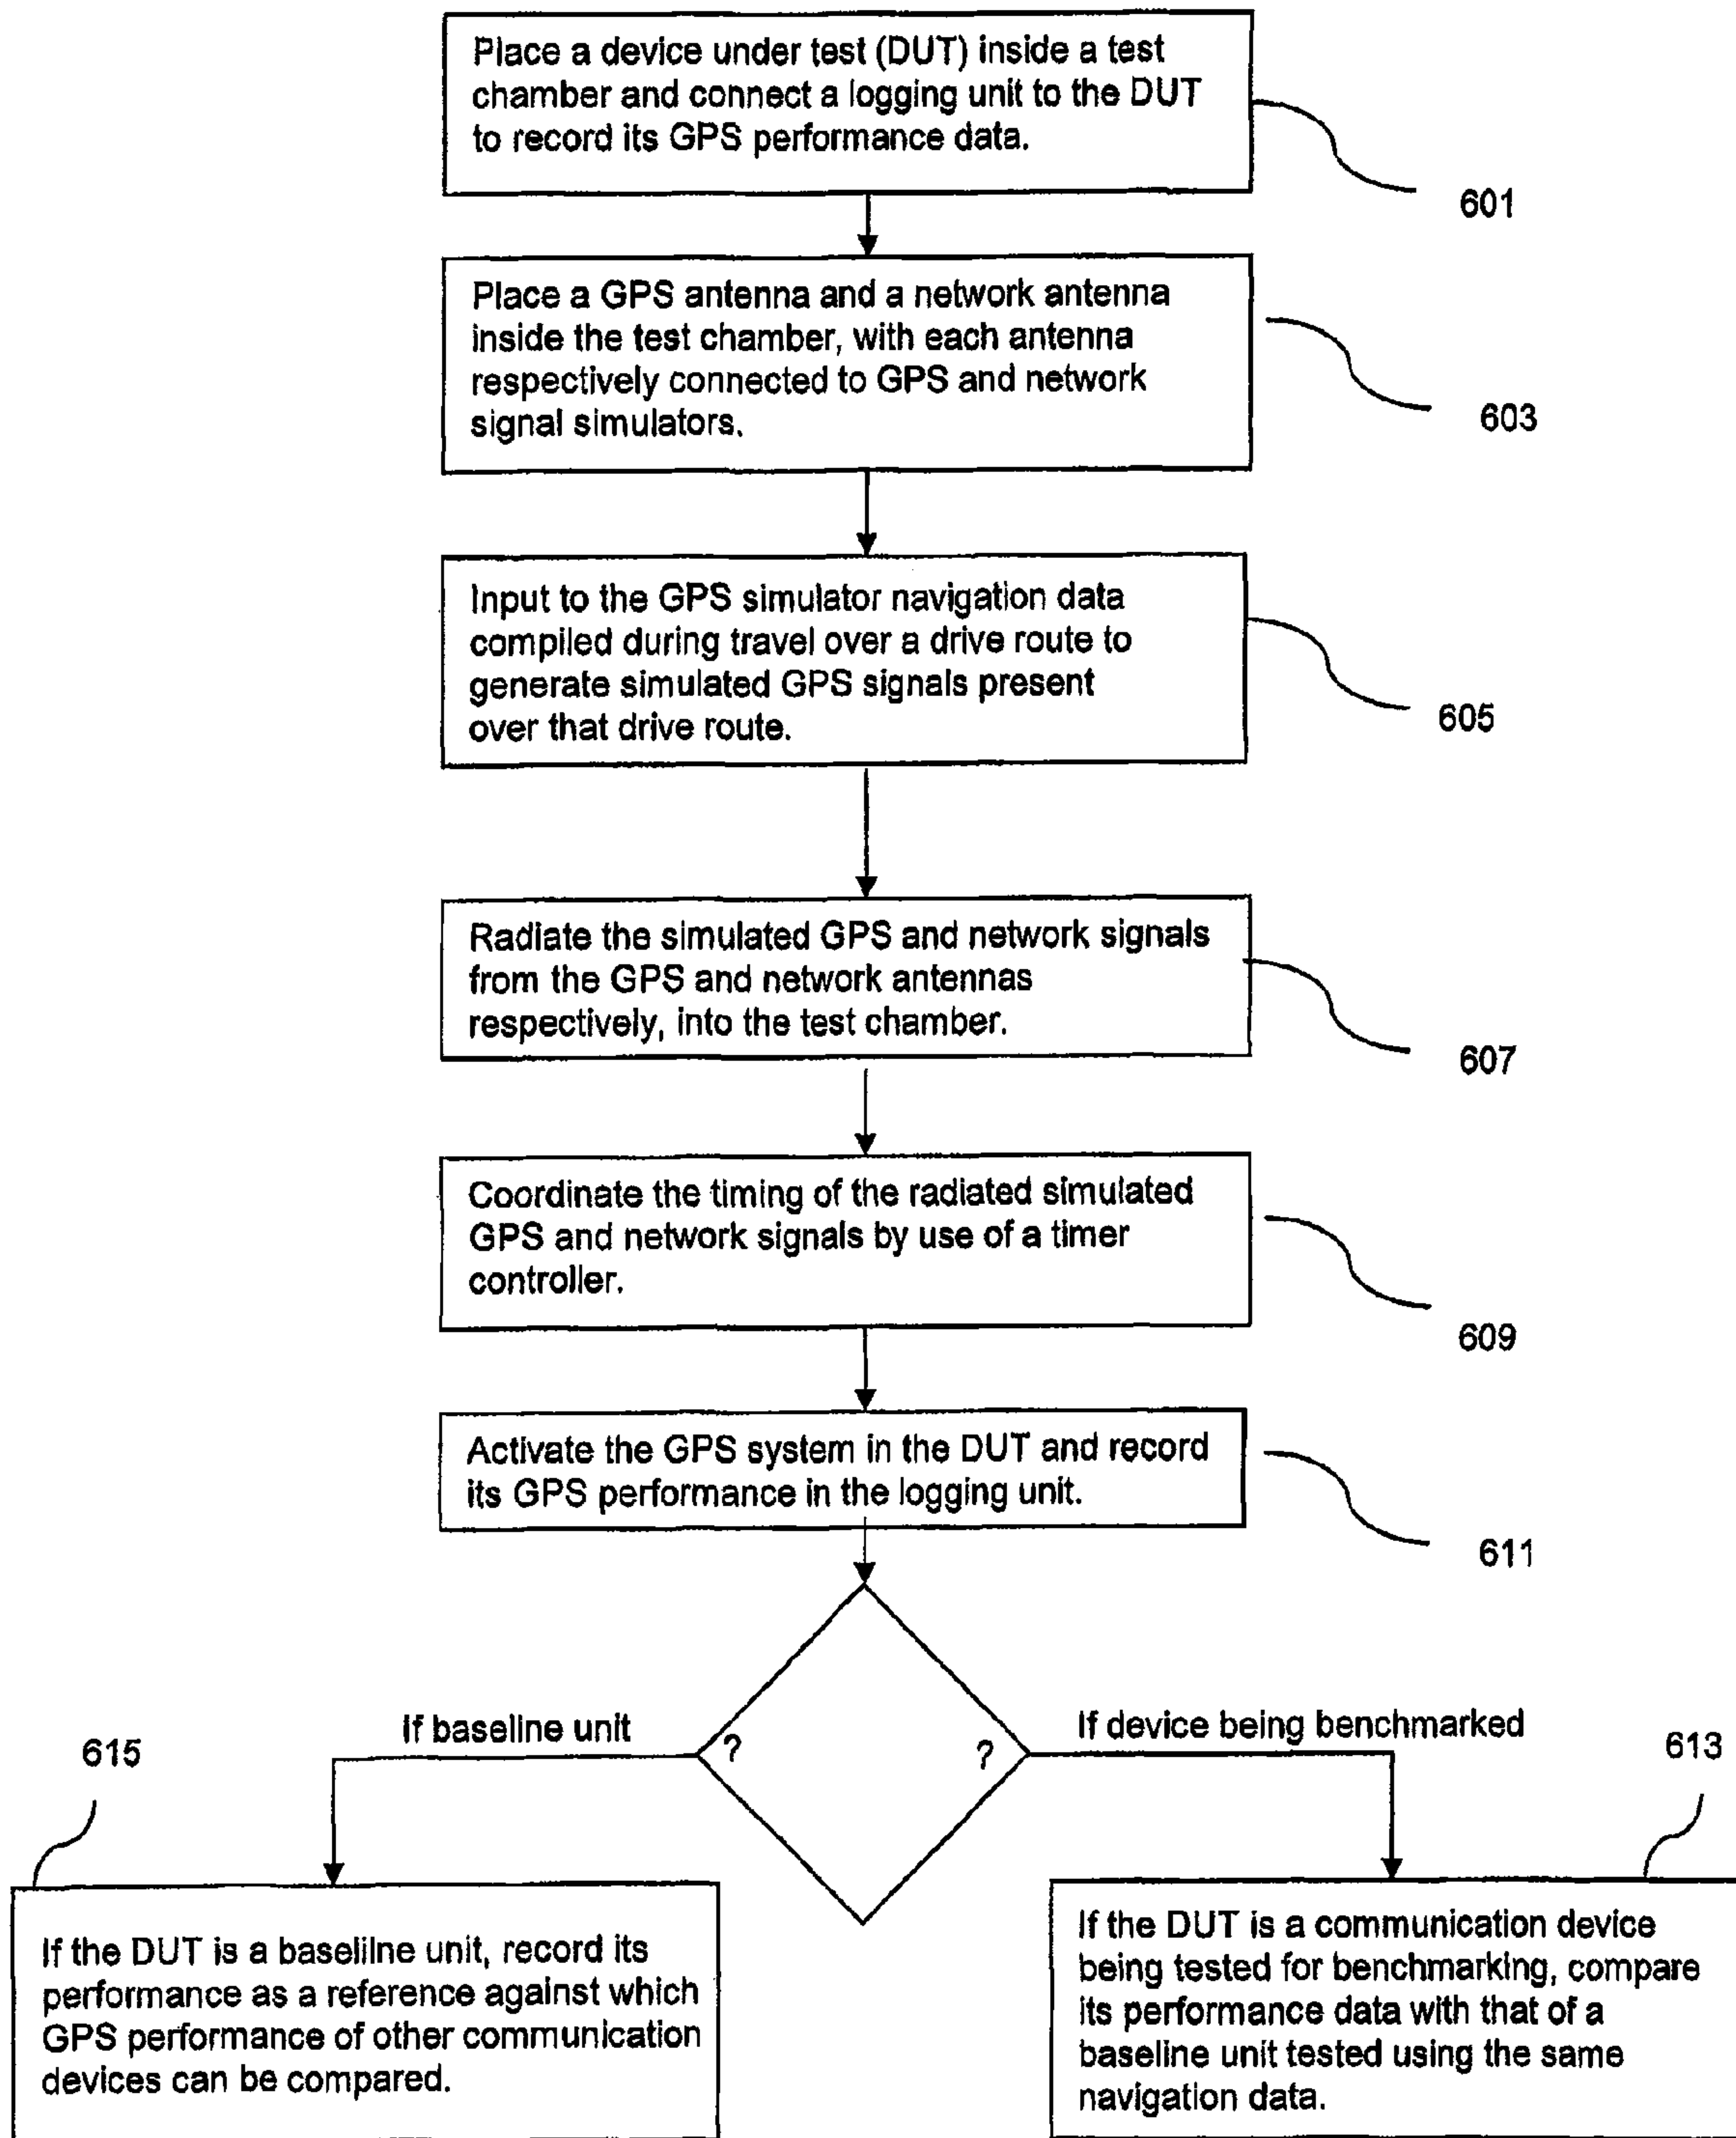 Place a device under test (DUT) inside a test
chamber and connect a logging unit to the DUT
to record its GPS performance data.
601
Place a GPS antenna and a network antenna
inside the test chamber, with each antenna
respectively connected to GPS and network
signal simulators.
603
Input to the GPS simulator navigation data
compiled during travel over a drive route to
generate simulated GPS signals present
over that drive route.
605
Radiate the simulated GPS and network signals
from the GPS and network antennas
respectively, into the test chamber.
607
Coordinate the timing of the radiated simulated
GPS and network signals by use of a timer
controller.
609
Activate the GPS system in the DUT and record
its GPS performance in the logging unit.
611
If baseline unit
?
?
If device being benchmarked
615
613
If the DUT is a baselilne unit, record its
performance as a reference against which
GPS performance of other communication
devices can be compared.
If the DUT is a communication device
being tested for benchmarking, compare
its performance data with that of a
baseline unit tested using the same
navigation data.